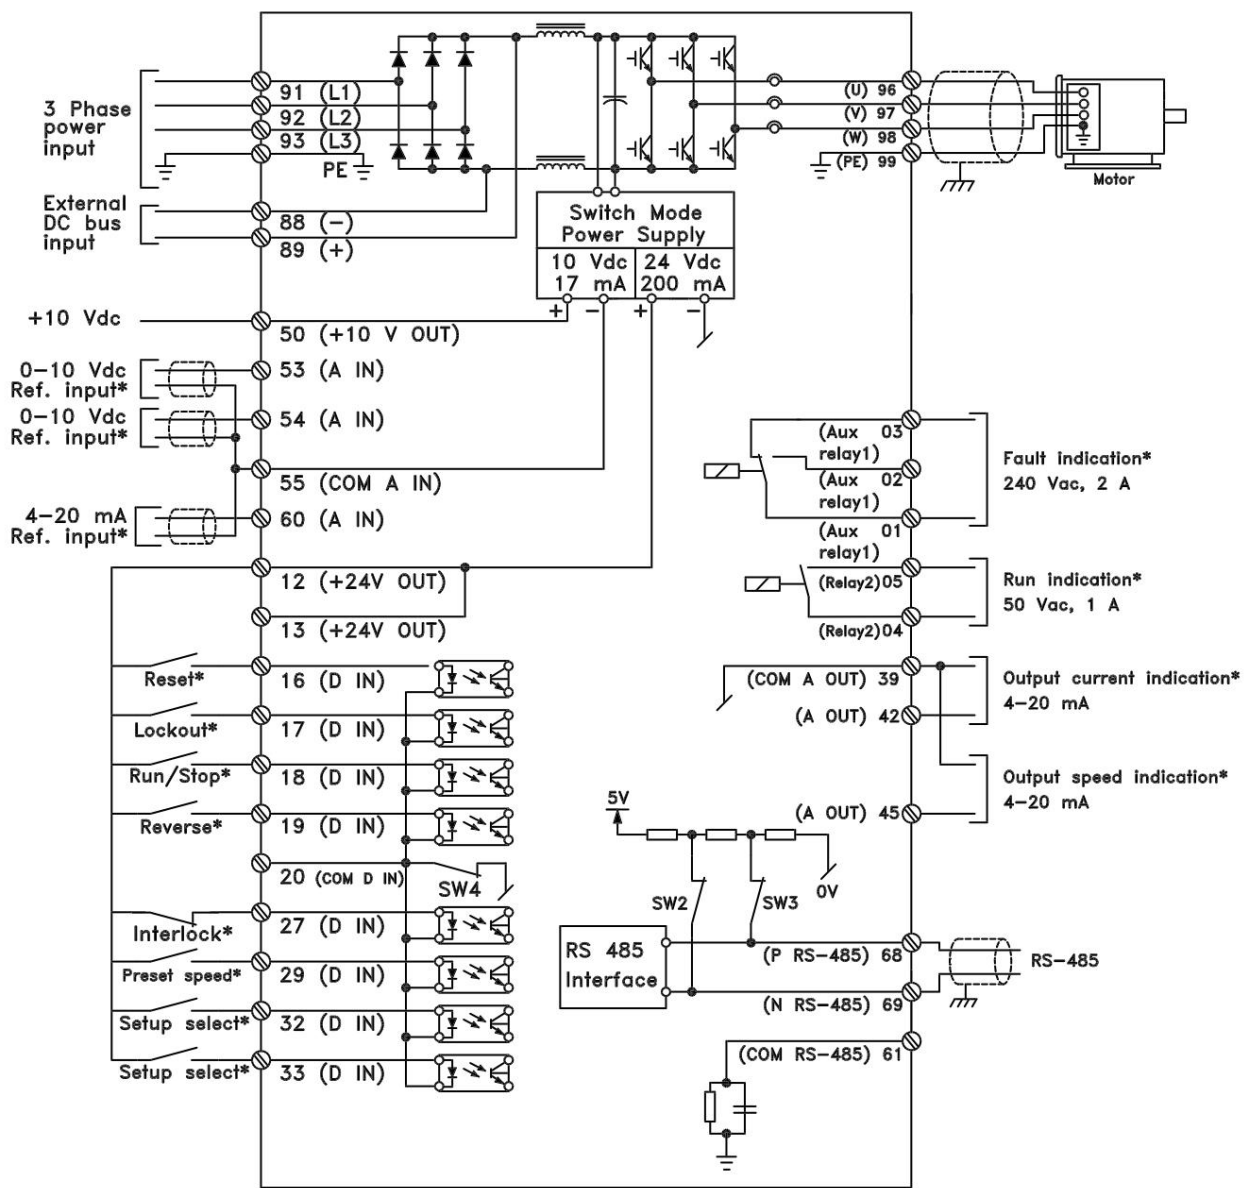 3 Phase
power
input
91 (L1)
92 (L2)
93 (L3)
PE
External
DC bus
input
88 (−)
89 (+)
Switch Mode
Power Supply
10 Vdc
17 mA
24 Vdc
200 mA
+
−
+
−
(U) 96
(V) 97
(W) 98
(PE) 99
Motor
+10 Vdc
50 (+10 V OUT)
0−10 Vdc
Ref. input*
53 (A IN)
0−10 Vdc
Ref. input*
54 (A IN)
55 (COM A IN)
4−20 mA
Ref. input*
60 (A IN)
12 (+24V OUT)
13 (+24V OUT)
Reset*
16 (D IN)
Lockout*
17 (D IN)
Run/Stop*
18 (D IN)
Reverse*
19 (D IN)
20 (COM D IN)
SW4
Interlock*
27 (D IN)
Preset speed*
29 (D IN)
Setup select*
32 (D IN)
Setup select*
33 (D IN)
(Aux 03
relay1)
(Aux 02
relay1)
(Aux 01
relay1)
Fault indication*
240 Vac, 2 A
(Relay2) 05
(Relay2) 04
Run indication*
50 Vac, 1 A
(COM A OUT) 39
(A OUT) 42
Output current indication*
4−20 mA
(A OUT) 45
Output speed indication*
4−20 mA
5V
0V
SW2
SW3
RS 485
Interface
(P RS−485) 68
(N RS−485) 69
RS−485
(COM RS−485) 61